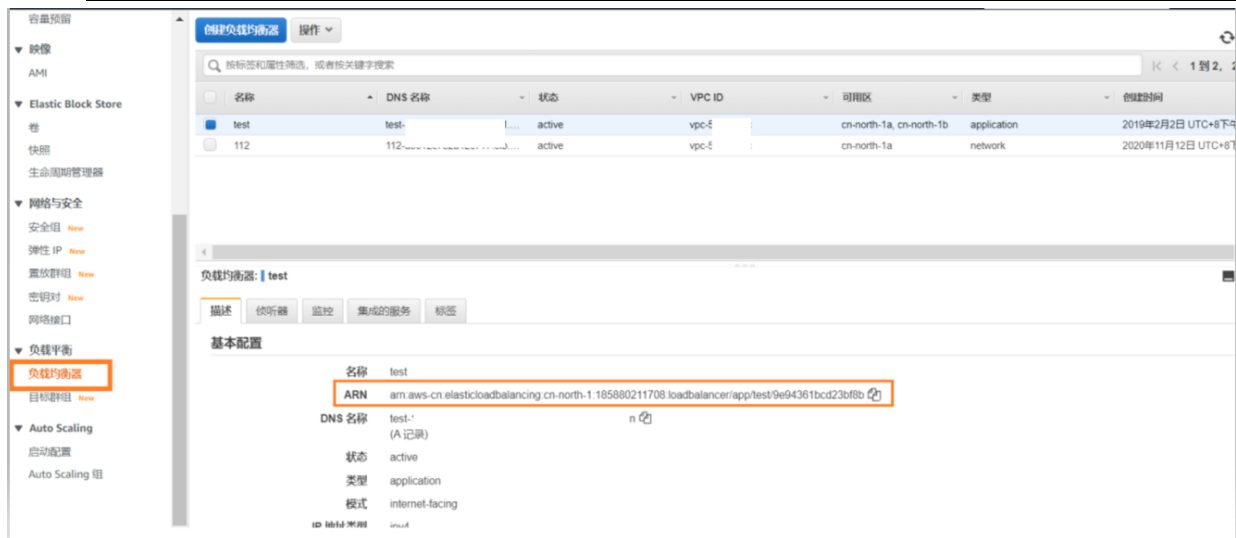 容量预留
映像
AMI
Elastic Block Store
卷
快照
生命周期管理器
网络与安全
安全组 New
弹性 IP New
置放群组 New
密钥对 New
网络接口
负载平衡
负载均衡器
目标群组 New
Auto Scaling
启动配置
Auto Scaling 组
创建负载均衡器 操作
按标签和属性筛选，或者按关键字搜索
1 到 2，
名称 DNS 名称 状态 VPC ID 可用区 类型 创建时间
test test- active vpc-5 cn-north-1a, cn-north-1b application 2019年2月2日 UTC+8下午
112 112- active vpc-5 cn-north-1a network 2020年11月12日 UTC+8下
负载均衡器: test
描述 侦听器 监控 集成的服务 标签
基本配置
名称 test
ARN arn:aws-cn:elasticloadbalancing:cn-north-1:185880211708:loadbalancer/app/test/9e94361bcd23bf8b
DNS 名称 test- n
(A 记录)
状态 active
类型 application
模式 internet-facing
IP 地址类型 ipv4